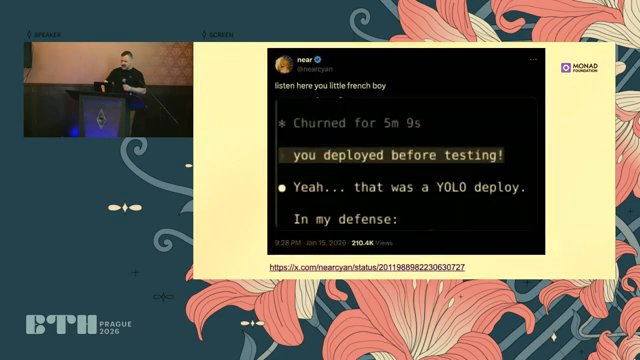 SPEAKER
SCREEN
near
@nearcyan
listen here you little french boy
MONAD
FOUNDATION
✻ Churned for 5m 9s
you deployed before testing!
● Yeah... that was a YOLO deploy.
In my defense:
9:28 PM · Jan 15, 2026 · 210.4K Views
https://x.com/nearcyan/status/2011988982230630727
ETH PRAGUE
2026